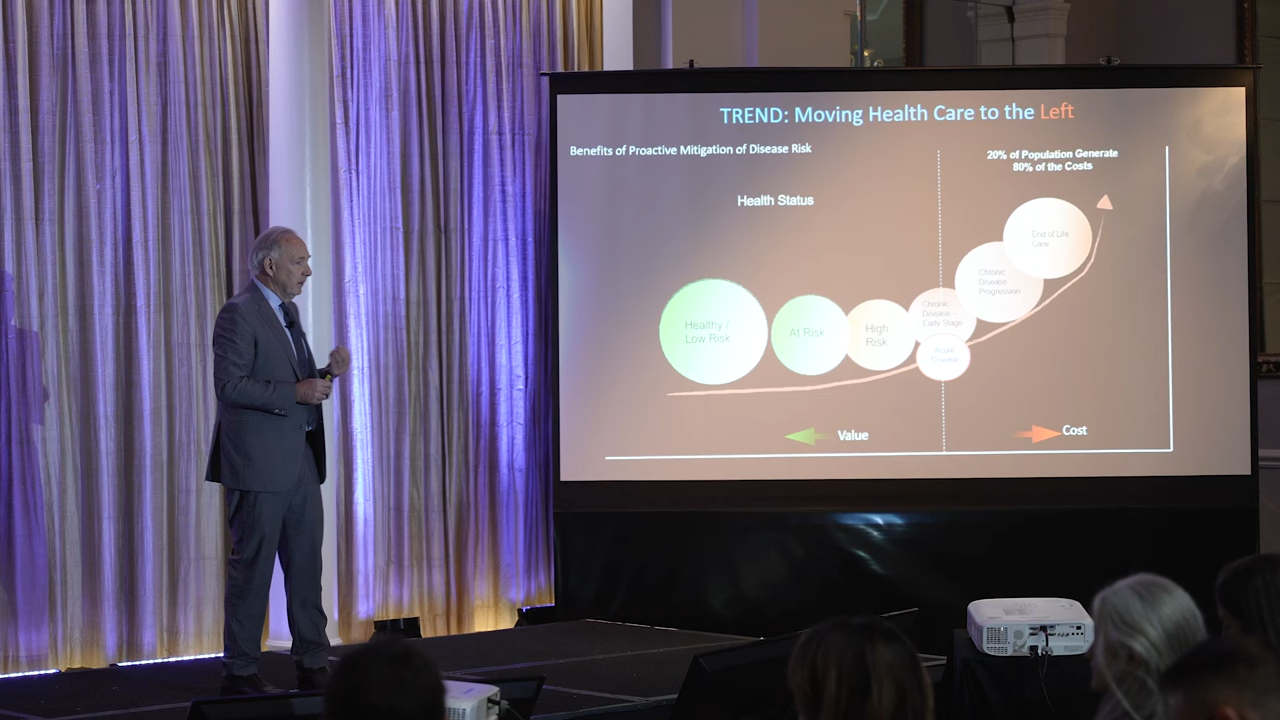 TREND: Moving Health Care to the Left
Benefits of Proactive Mitigation of Disease Risk
20% of Population Generate
80% of the Costs
Health Status
End of Life
Care
Chronic
Disease
Progression
Chronic
Disease –
Early Stage
Healthy /
Low Risk
At Risk
High
Risk
Acute
Disease
Value
Cost